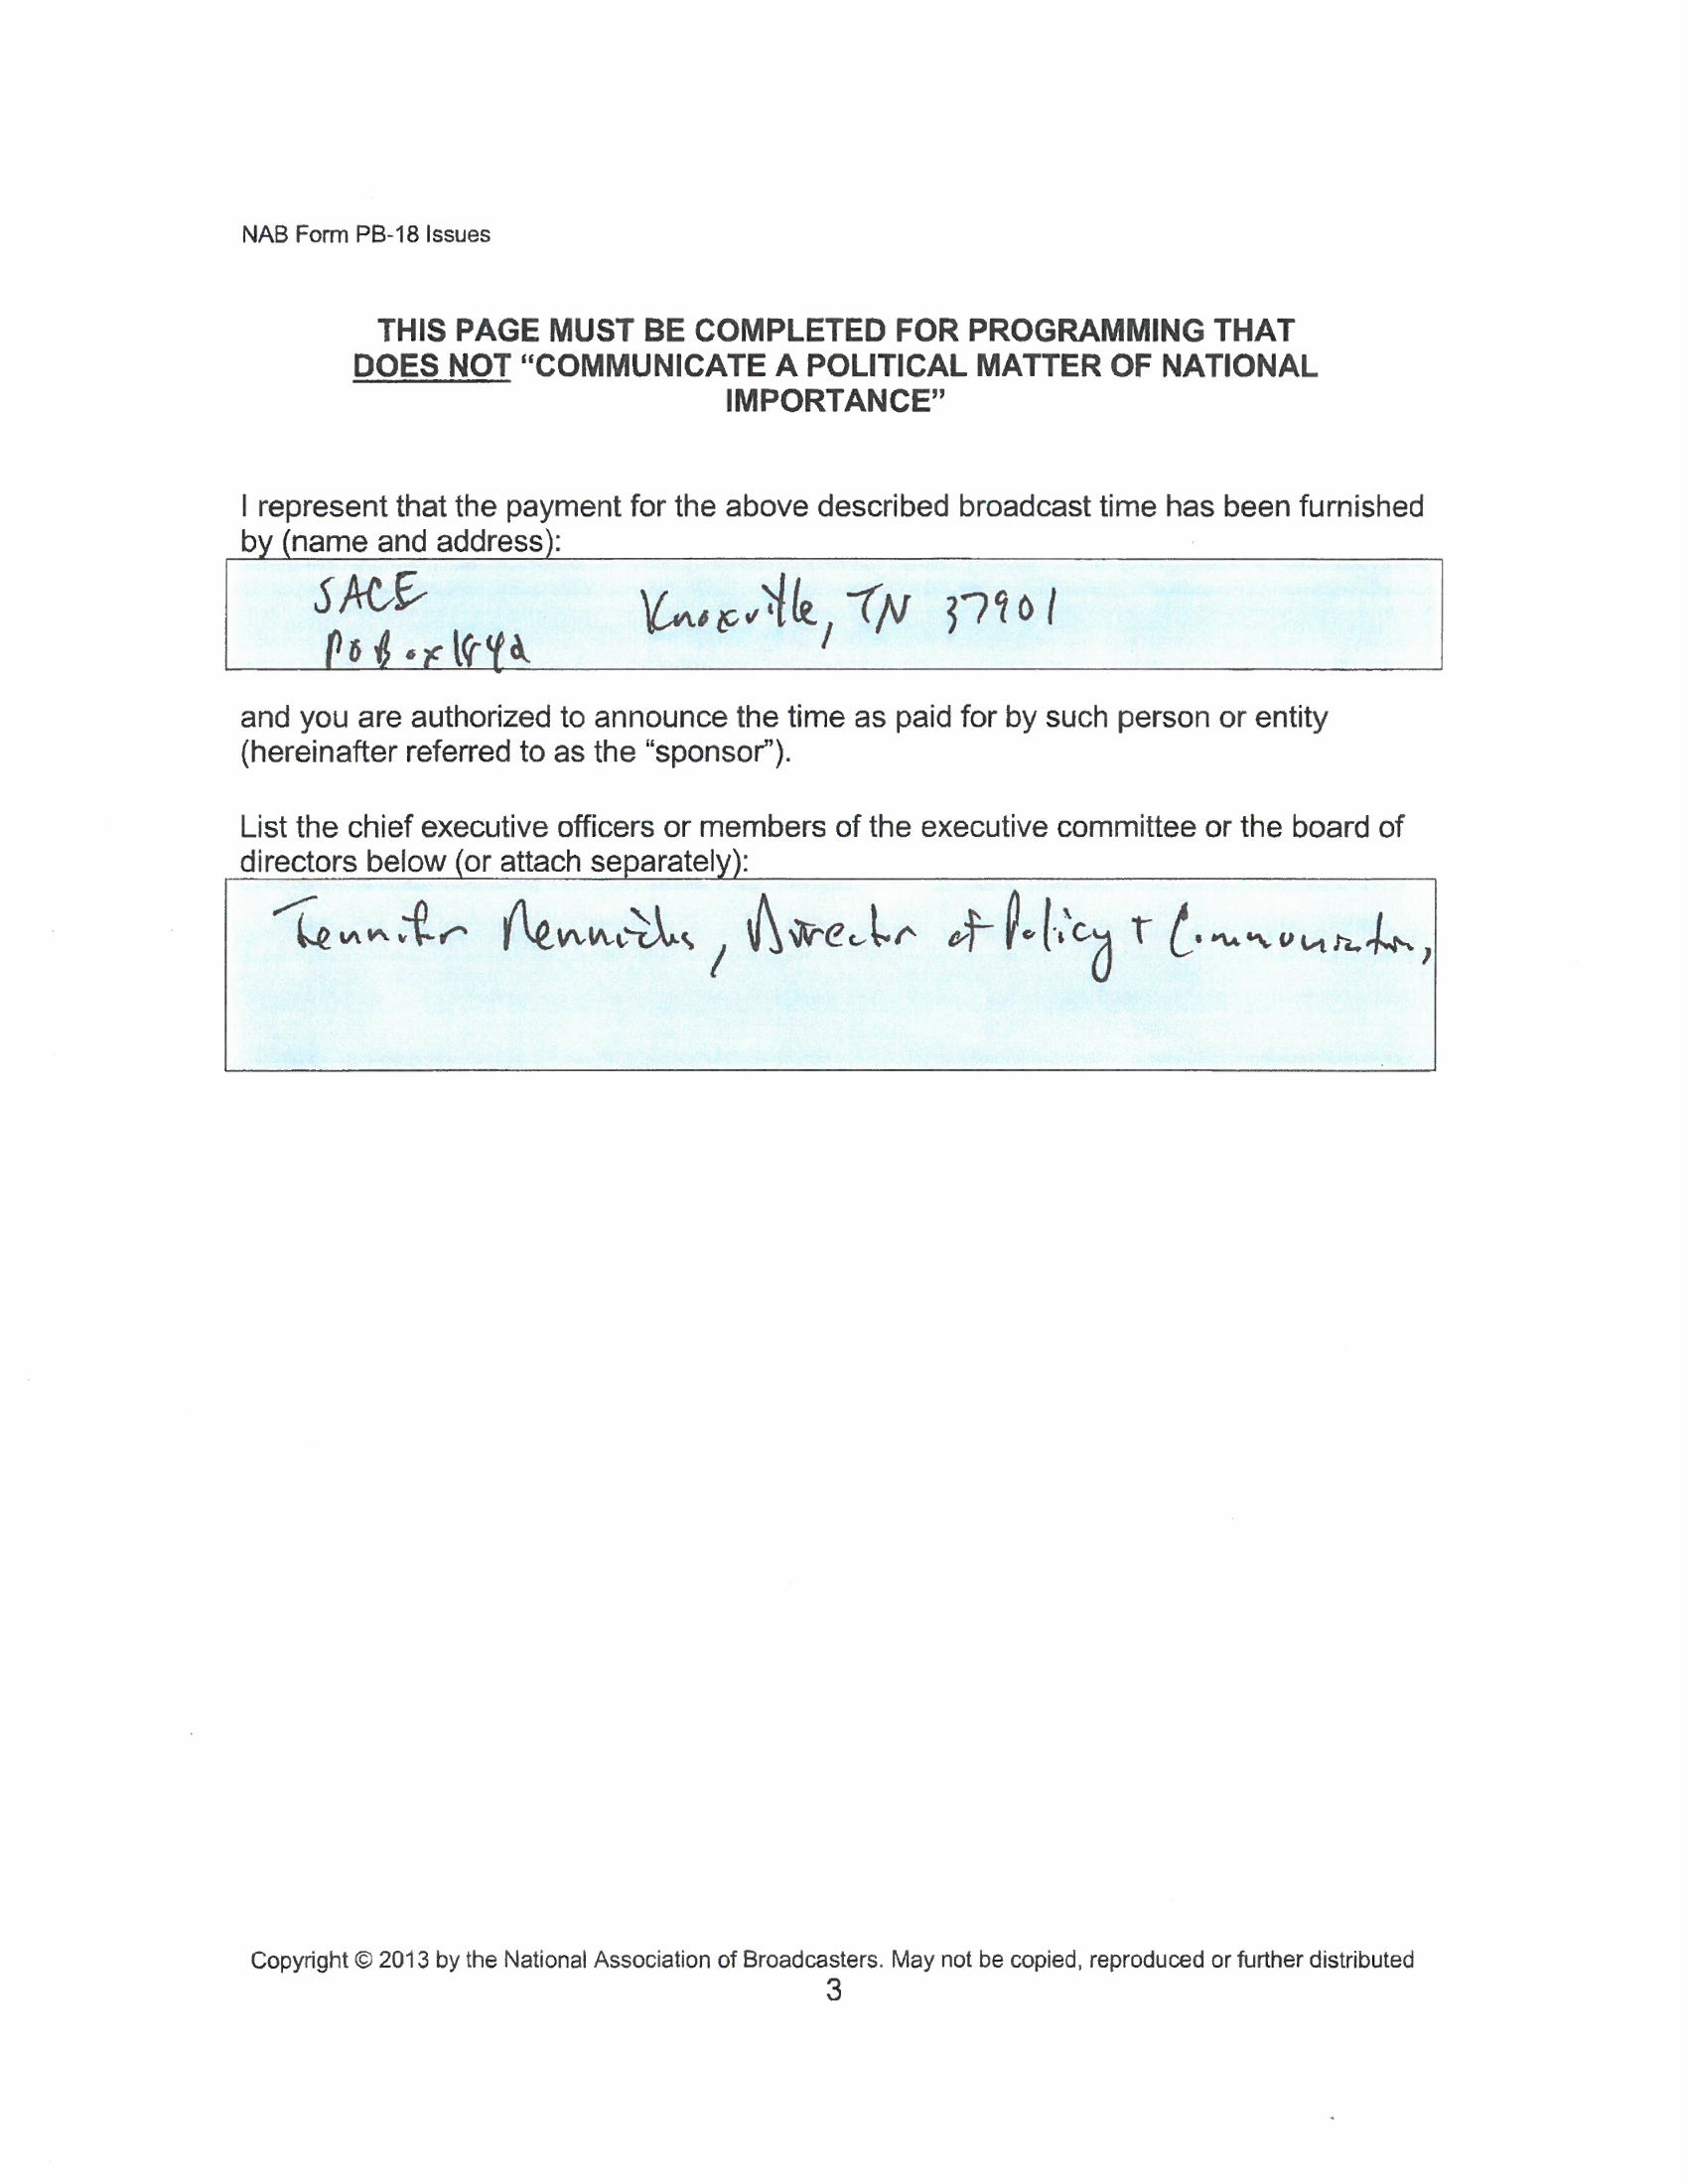 NAB Form PB-18 Issues
THIS PAGE MUST BE COMPLETED FOR PROGRAMMING THAT
DOES NOT “COMMUNICATE A POLITICAL MATTER OF NATIONAL
IMPORTANCE”
I represent that the payment for the above described broadcast time has been furnished
by (name and address):
SACE
Knoxville, TN 37901
PO Box 1842
and you are authorized to announce the time as paid for by such person or entity
(hereinafter referred to as the “sponsor”).
List the chief executive officers or members of the executive committee or the board of
directors below (or attach separately):
Jennifer Rennicks, Director of Policy + Communication,
Copyright © 2013 by the National Association of Broadcasters. May not be copied, reproduced or further distributed
3